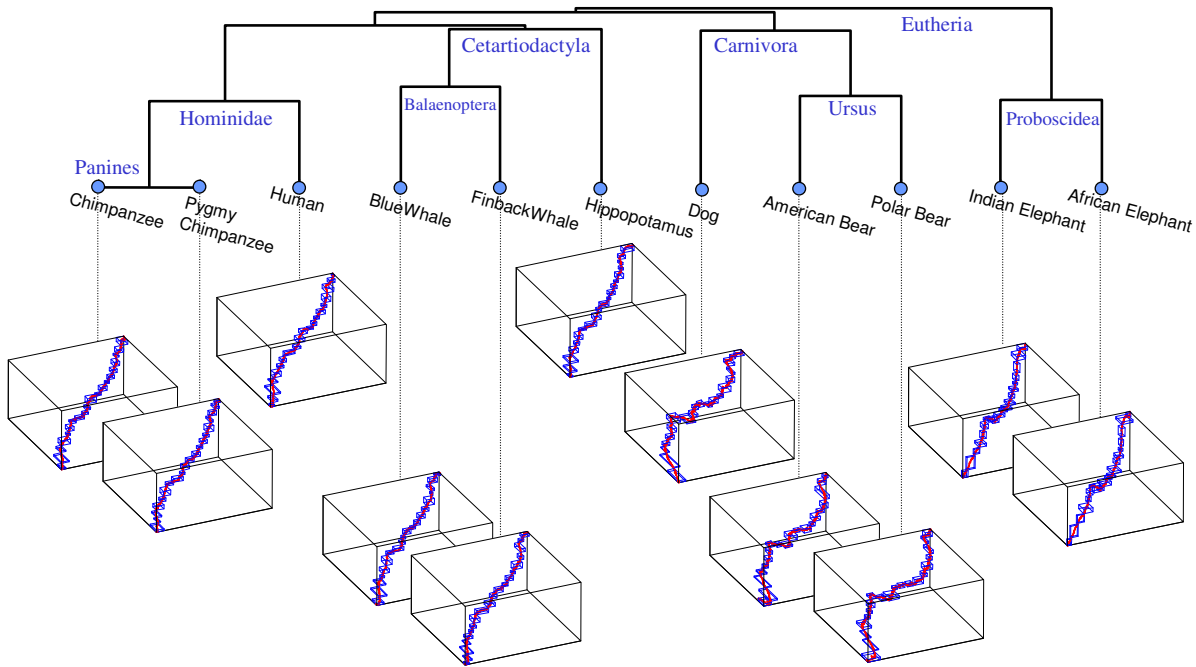 Eutheria
Cetartiodactyla
Carnivora
Balaenoptera
Hominidae
Ursus
Proboscidea
Panines
Chimpanzee
Pygmy
Chimpanzee
Human
BlueWhale
FinbackWhale
Hippopotamus
Dog
American Bear
Polar Bear
Indian Elephant
African Elephant